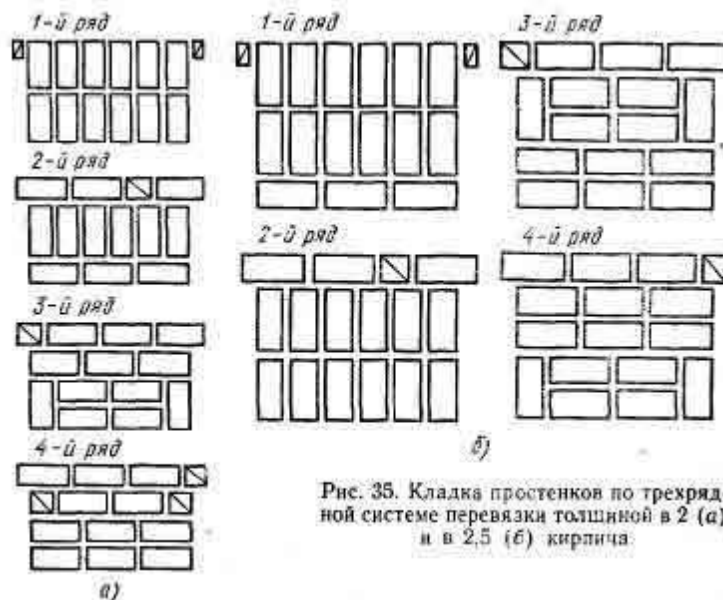 1-й ряд
2-й ряд
3-й ряд
4-й ряд
а)
1-й ряд
2-й ряд
3-й ряд
4-й ряд
б)
Рис. 35. Кладка простенков по трехряд-
ной системе перевязки толщиной в 2 (а)
и в 2,5 (б) кирпича